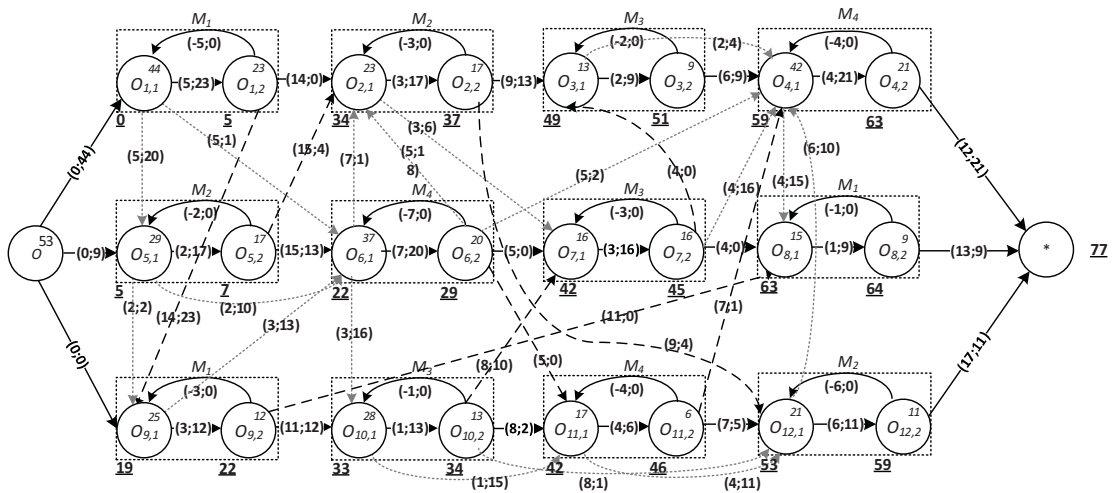 M1 M2 M3 M4
(-5;0) (-3;0) (-2;0) (2;4) (-4;0)
44 23 23 17 13 9 42 21
O1,1 (5;23) O1,2 (14;0) O2,1 (3;17) O2,2 (9;13) O3,1 (2;9) O3,2 (6;9) O4,1 (4;21) O4,2
0 5 34 37 49 51 59 63
(0;44) (5;20) (5;1) (15;4) (7;1) (3;6) (5;1
8) (5;2) (4;0) (4;16) (4;15) (6;10) (12;21)
M2 M4 M3 M1
(-2;0) (-7;0) (-3;0) (-1;0)
53 29 17 37 20 16 16 15 9
O (0;9) O5,1 (2;17) O5,2 (15;13) O6,1 (7;20) O6,2 (5;0) O7,1 (3;16) O7,2 (4;0) O8,1 (1;9) O8,2 (13;9) * 77
5 7 22 29 42 45 63 64
(0;0) (2;2) (14;23) (2;10) (3;13) (3;16) (8;10) (5;0) (11;0) (9;4) (7;1) (17;11)
M1 M3 M4 M2
(-3;0) (-1;0) (-4;0) (-6;0)
25 12 28 13 17 6 21 11
O9,1 (3;12) O9,2 (11;12) O10,1 (1;13) O10,2 (8;2) O11,1 (4;6) O11,2 (7;5) O12,1 (6;11) O12,2
19 22 33 34 42 46 53 59
(1;15) (8;1) (4;11)